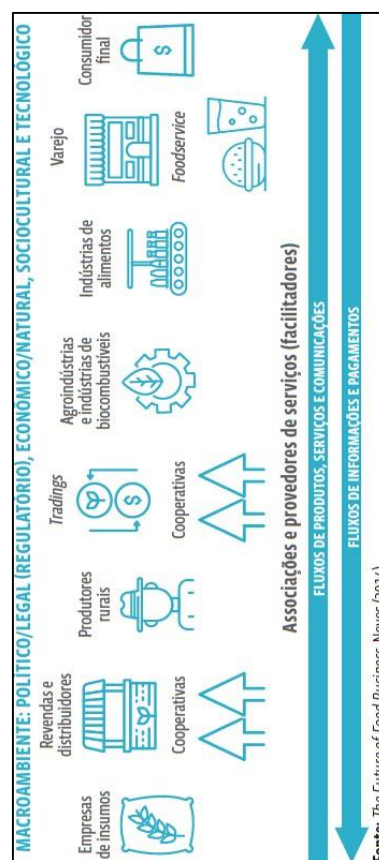 MACROAMBIENTE: POLÍTICO/LEGAL (REGULATÓRIO), ECONÔMICO/NATURAL, SOCIOCULTURAL E TECNOLÓGICO
Empresas
de insumos
Revendas e
distribuidores
Cooperativas
Produtores
rurais
Tradings
Cooperativas
Agroindústrias
e indústrias de
biocombustíveis
Indústrias de
alimentos
Varejo
Foodservice
Consumidor
final
$
$
Associações e provedores de serviços (facilitadores)
FLUXOS DE PRODUTOS, SERVIÇOS E COMUNICAÇÕES
FLUXOS DE INFORMAÇÕES E PAGAMENTOS
The Future of Food Business, Neves (2014)